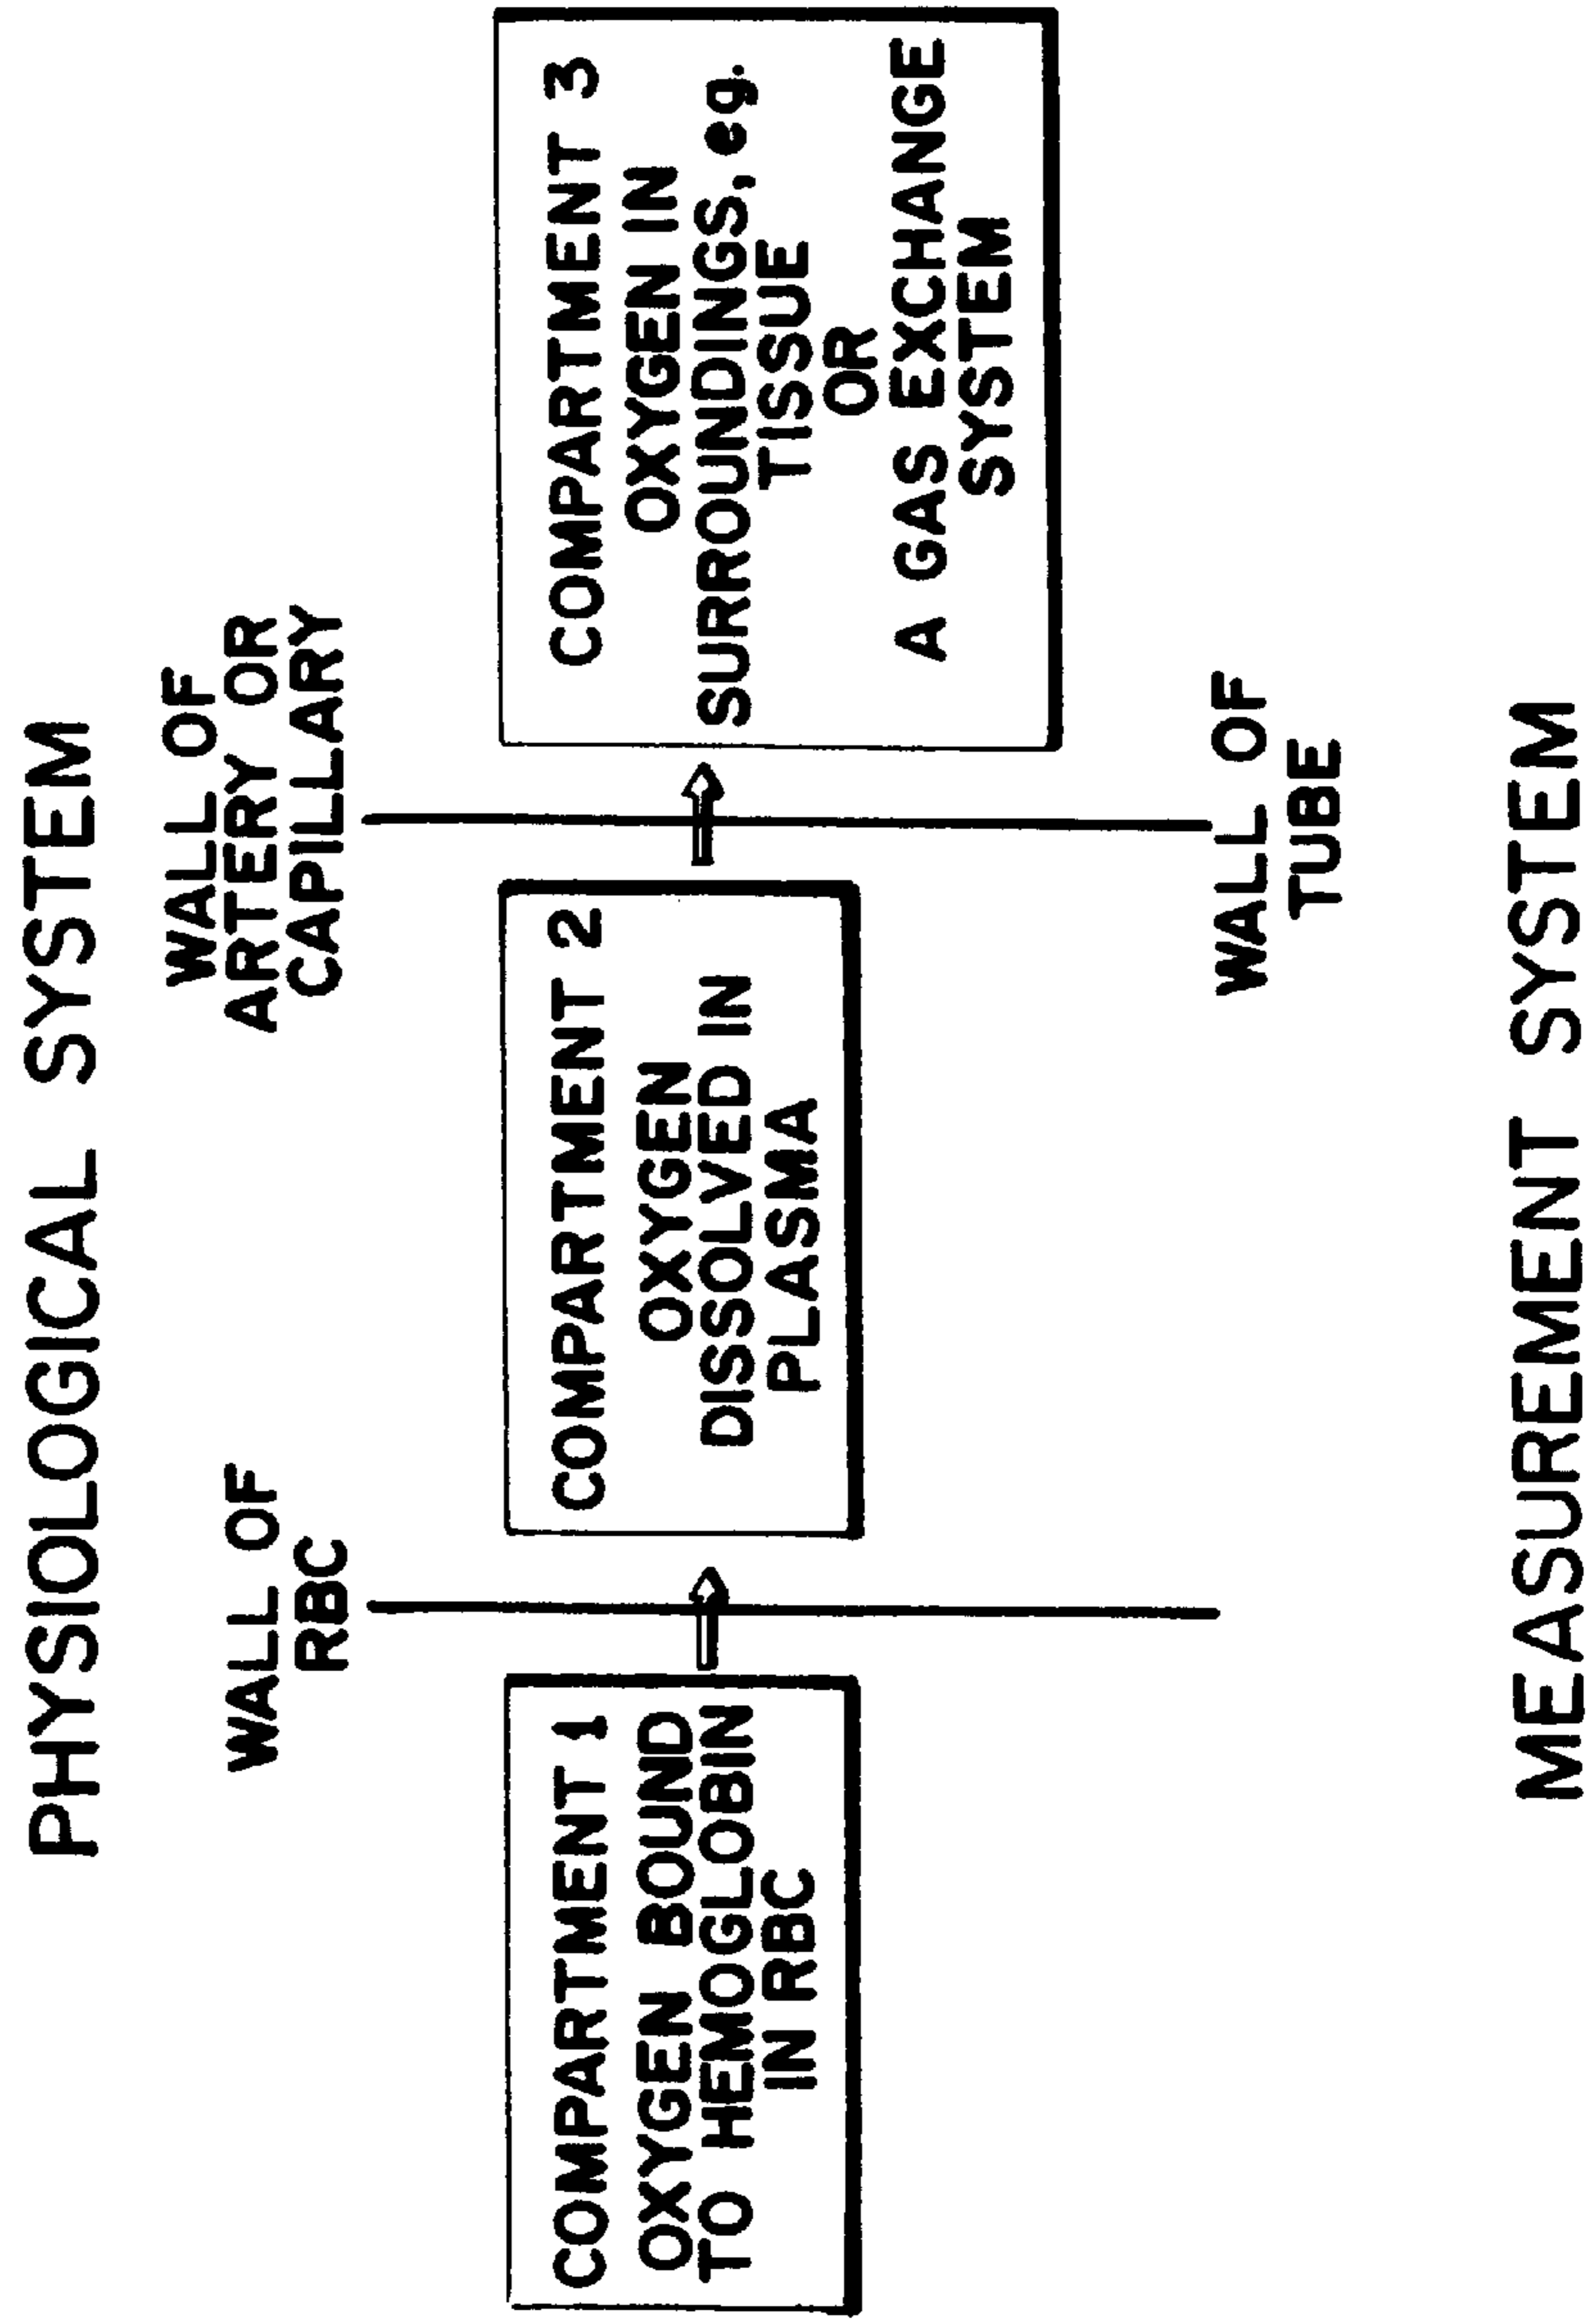 PHYSIOLOGICAL SYSTEM
WALL OF
RBC
WALL OF
ARTERY OR
CAPILLARY
COMPARTMENT 1
OXYGEN BOUND
TO HEMOGLOBIN
IN RBC
COMPARTMENT 2
OXYGEN
DISSOLVED IN
PLASMA
COMPARTMENT 3
OXYGEN IN
SURROUNDINGS, eg.
TISSUE
OR
A GAS EXCHANGE
SYSTEM
WALL OF
TUBE
MEASUREMENT SYSTEM